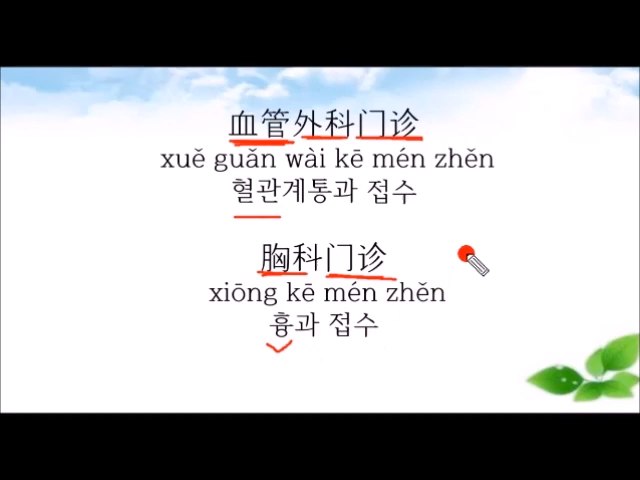 血管外科门诊
xuě guǎn wài kē mén zhěn
혈관계통과 접수
胸科门诊
xiōng kē mén zhěn
흉과 접수